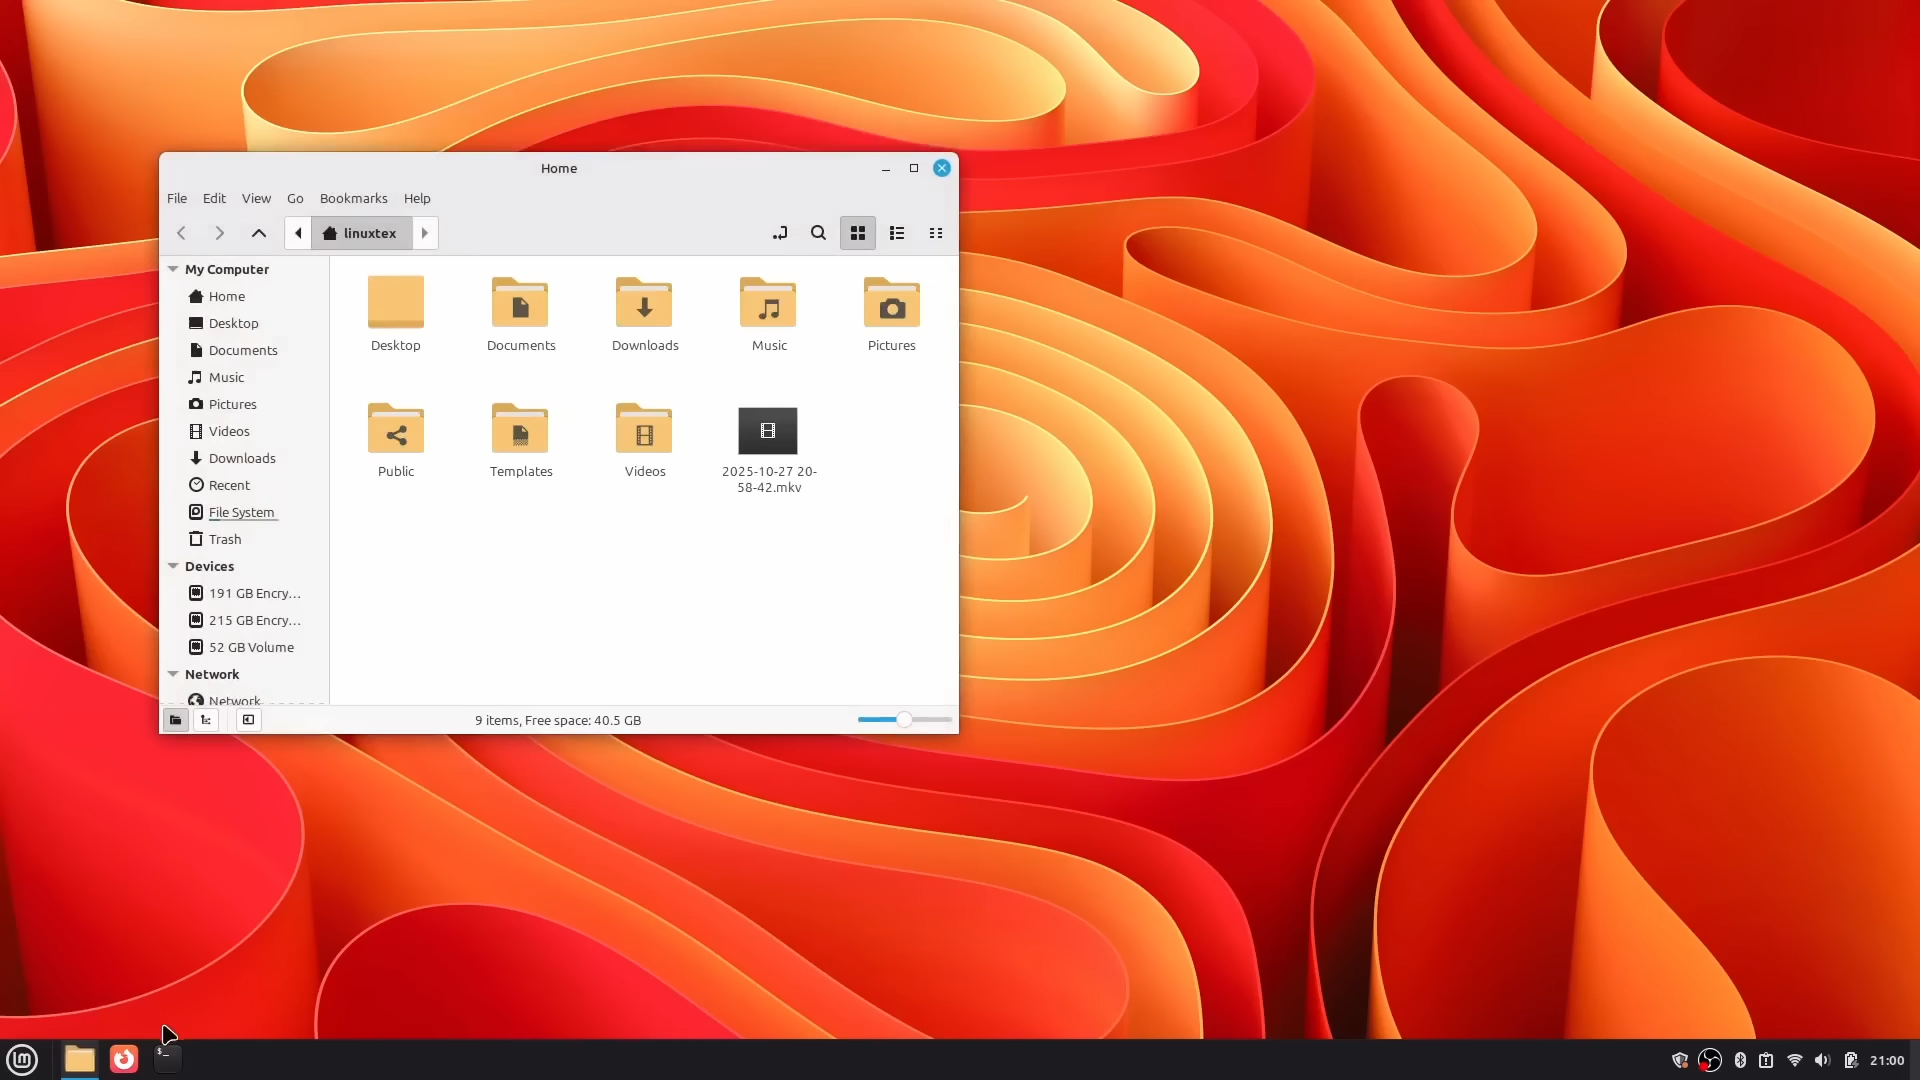 Home
File Edit View Go Bookmarks Help
linuxtex
My Computer
Home
Desktop
Documents
Music
Pictures
Videos
Downloads
Recent
File System
Trash
Devices
191 GB Encry...
215 GB Encry...
52 GB Volume
Network
Network
Desktop
Documents
Downloads
Music
Pictures
Public
Templates
Videos
2025-10-27 20-
58-42.mkv
9 items, Free space: 40.5 GB
lm
$_
21:00